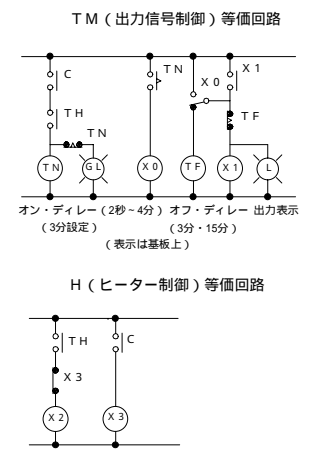 TM(出力信号制御)等価回路
C
TN
X0
X1
TH
TF
TN
TN
GL
X0
TF
X1
L
オン・ディレー(2秒~4分) オフ・ディレー 出力表示
(3分設定)
(3分・15分)
(表示は基板上)
H(ヒーター制御)等価回路
TH
C
X3
X2
X3